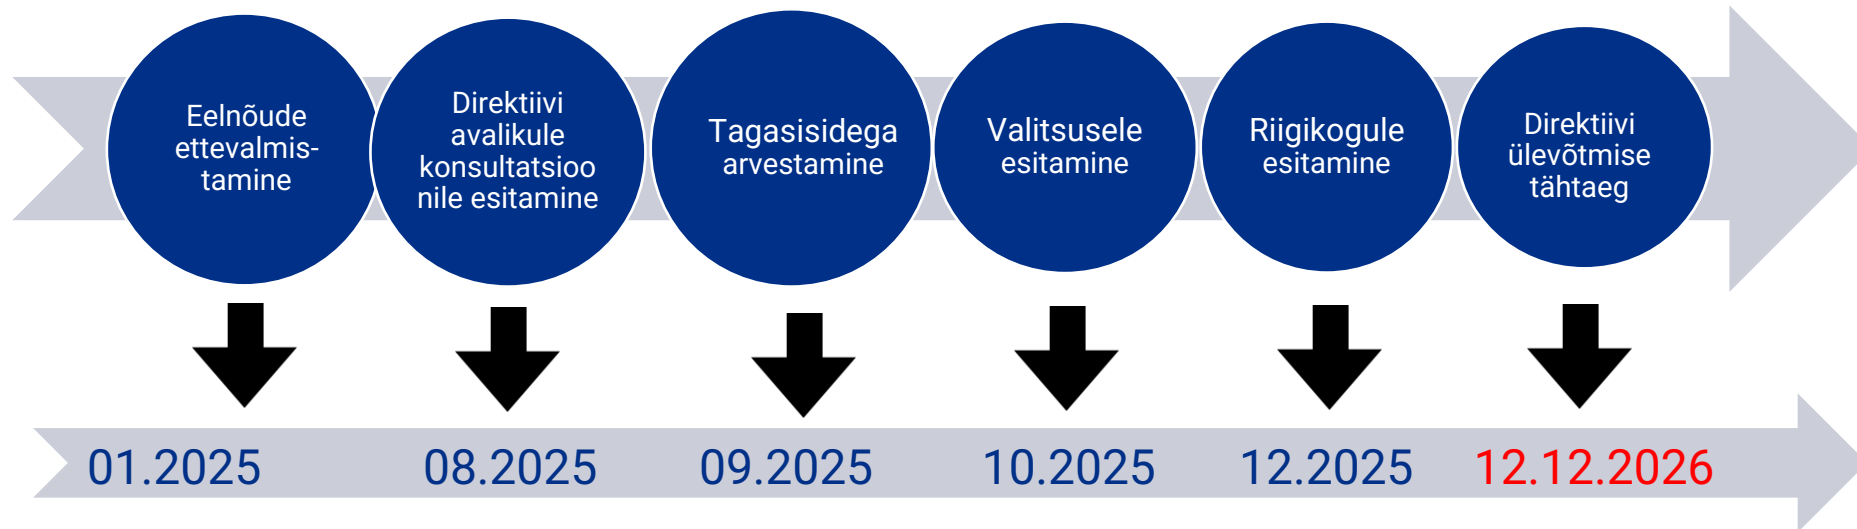 Eelnõude
ettevalmis-
tamine
Direktiivi
avalikule
konsultatsioo
nile esitamine
Tagasisidega
arvestamine
Valitsusele
esitamine
Riigikogule
esitamine
Direktiivi
ülevõtmise
tähtaeg
01.2025
08.2025
09.2025
10.2025
12.2025
12.12.2026